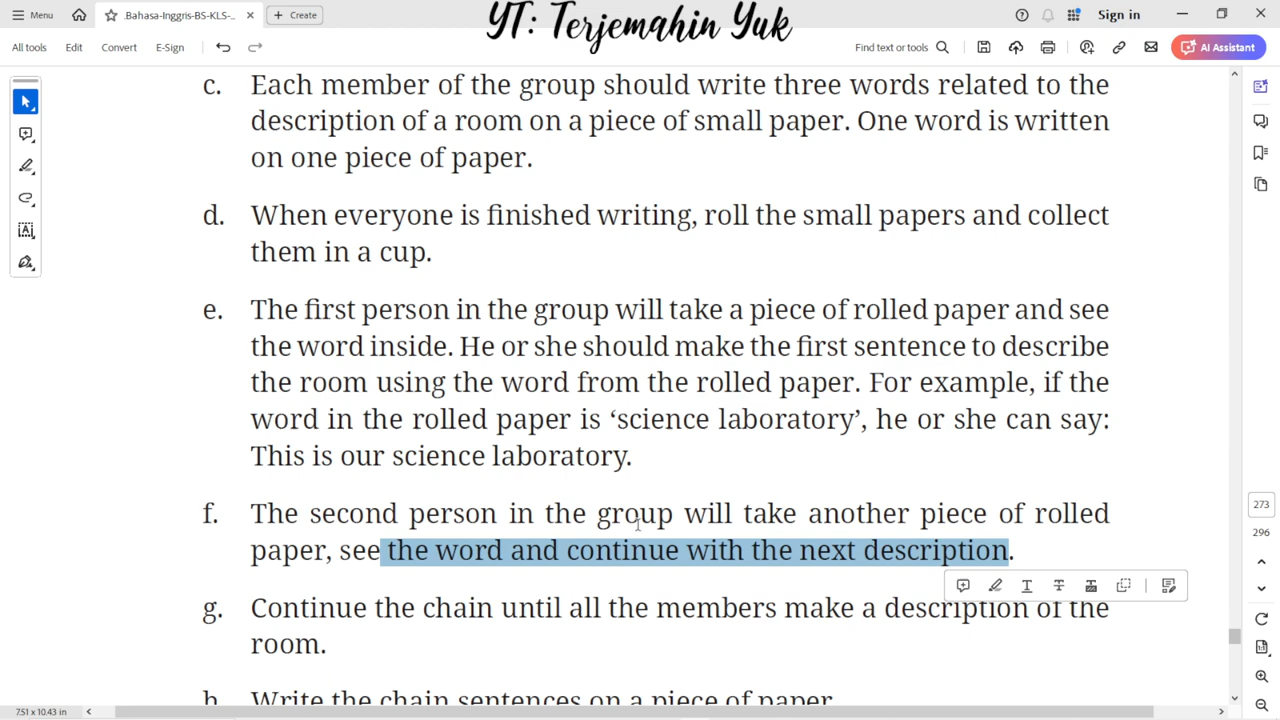 Menu
.Bahasa-Inggris-BS-KLS-...
Create
YT: Terjemahin Yuk
Sign in
All tools
Edit
Convert
E-Sign
Find text or tools
AI Assistant
c. Each member of the group should write three words related to the
description of a room on a piece of small paper. One word is written
on one piece of paper.
d. When everyone is finished writing, roll the small papers and collect
them in a cup.
e. The first person in the group will take a piece of rolled paper and see
the word inside. He or she should make the first sentence to describe
the room using the word from the rolled paper. For example, if the
word in the rolled paper is ‘science laboratory’, he or she can say:
This is our science laboratory.
f. The second person in the group will take another piece of rolled
paper, see the word and continue with the next description.
g. Continue the chain until all the members make a description of the
room.
h. Write the chain sentences on a piece of paper.
273
296
7.51 x 10.43 in